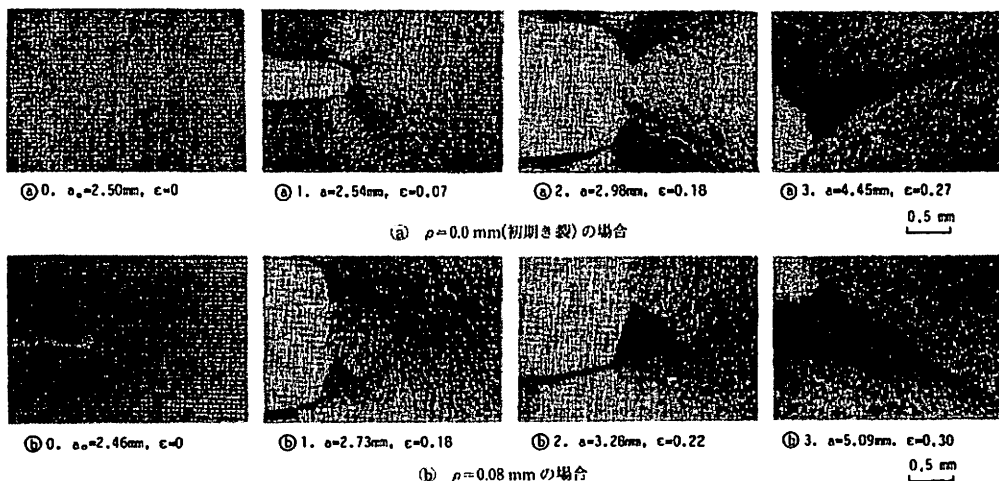 ⓐ0. a₀=2.50mm, ε=0
ⓐ1. a=2.54mm, ε=0.07
ⓐ2. a=2.98mm, ε=0.18
ⓐ3. a=4.45mm, ε=0.27
0.5 mm
(a) ρ=0.0 mm(初期き裂) の場合
ⓑ0. a₀=2.46mm, ε=0
ⓑ1. a=2.73mm, ε=0.18
ⓑ2. a=3.28mm, ε=0.22
ⓑ3. a=5.09mm, ε=0.30
0.5 mm
(b) ρ=0.08 mm の場合